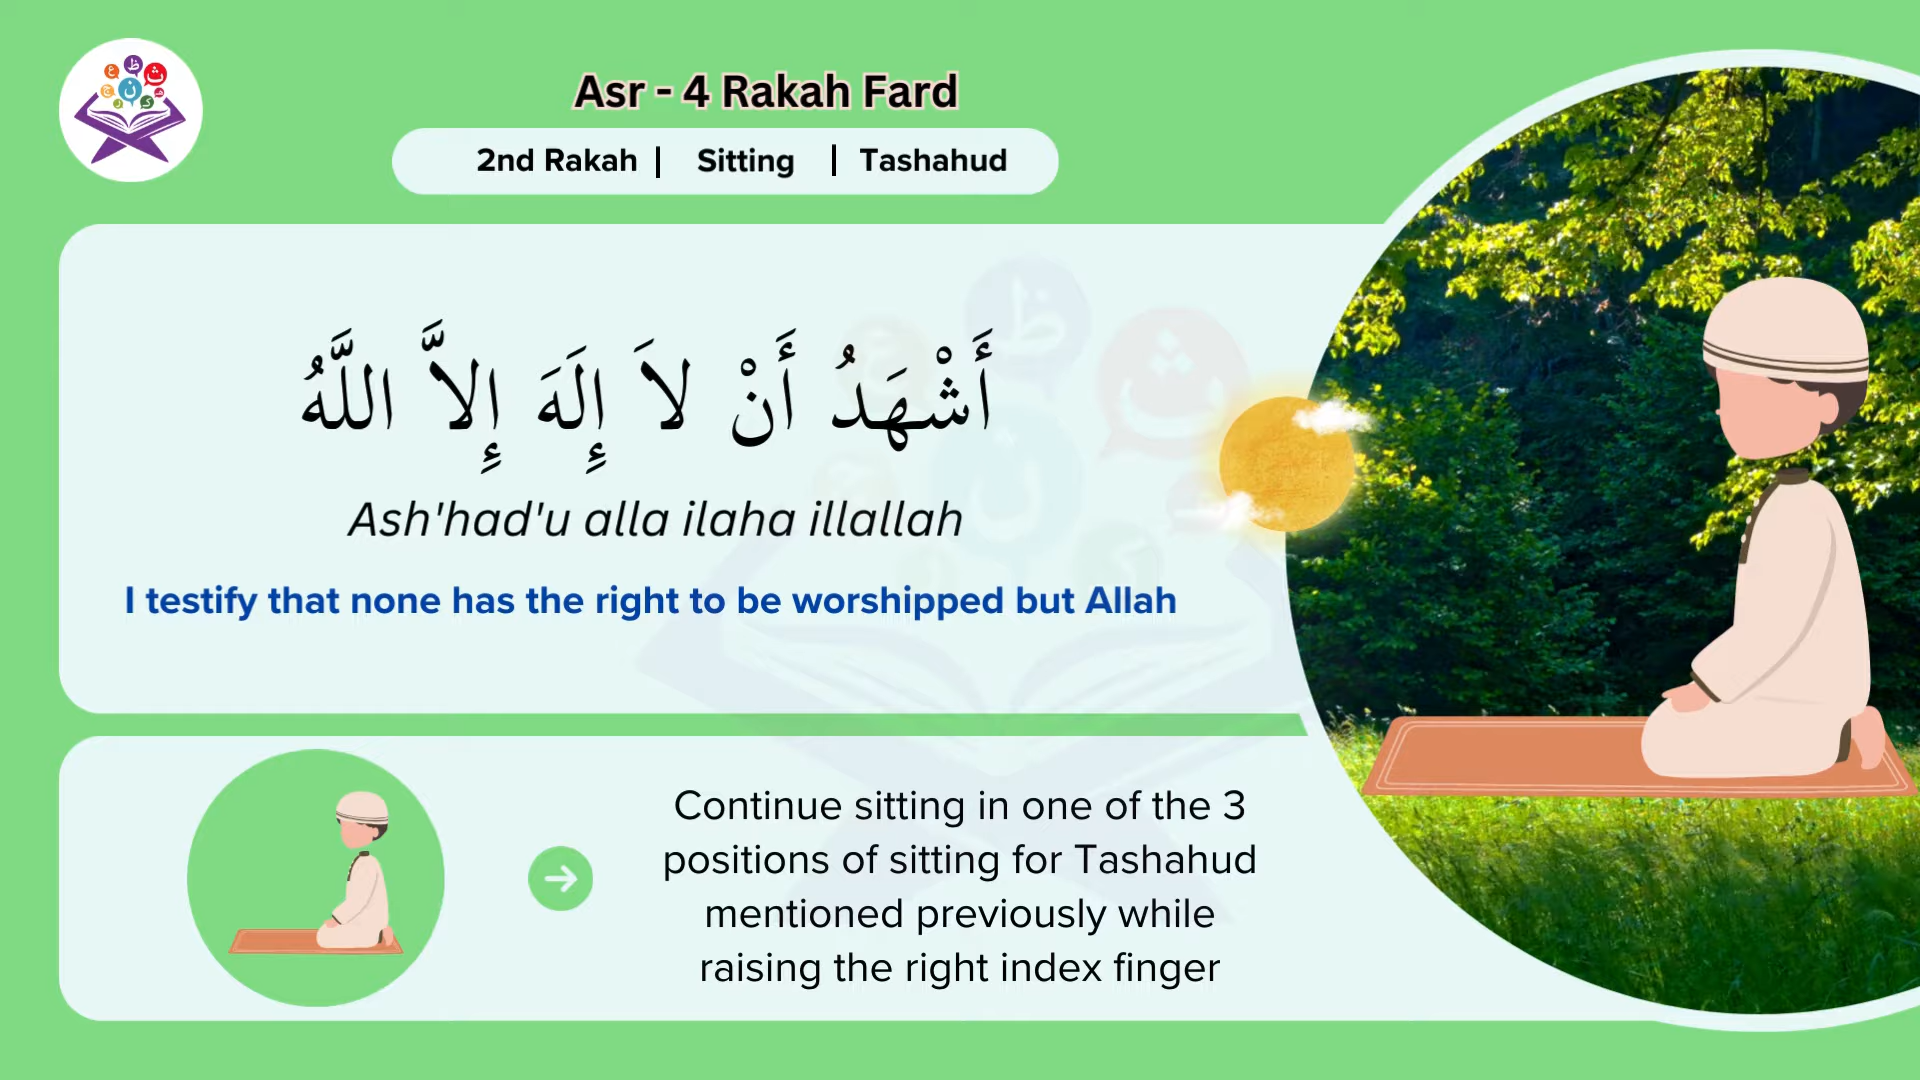 Asr - 4 Rakah Fard
2nd Rakah | Sitting | Tashahud
أَشْهَدُ أَنْ لاَ إِلَهَ إِلاَّ اللَّهُ
Ash'had'u alla ilaha illallah
I testify that none has the right to be worshipped but Allah
Continue sitting in one of the 3
positions of sitting for Tashahud
mentioned previously while
raising the right index finger